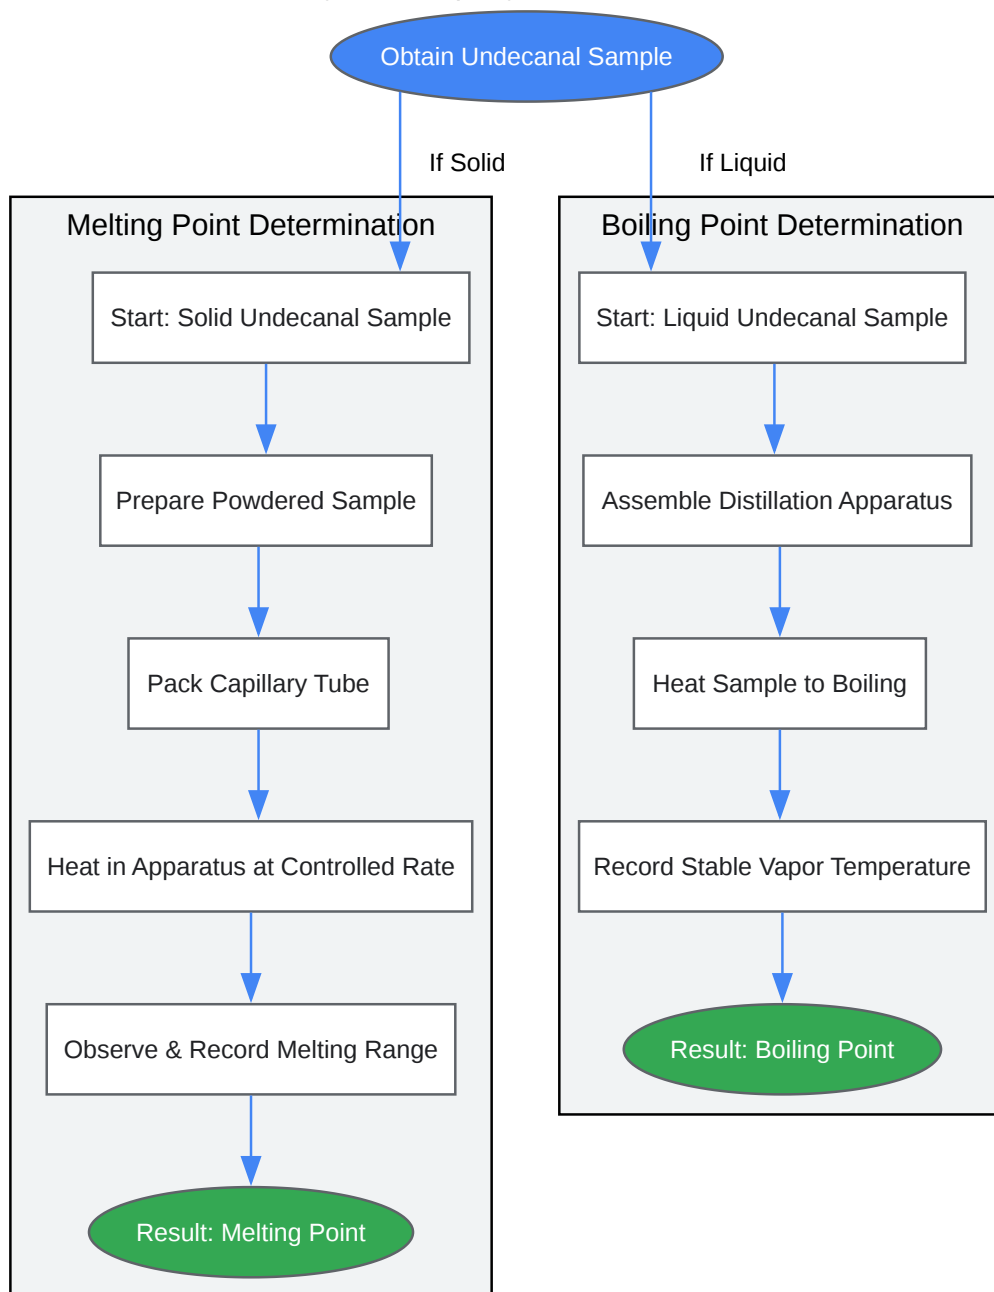 Obtain Undecanal Sample
If Solid
If Liquid
Melting Point Determination
Start: Solid Undecanal Sample
Prepare Powdered Sample
Pack Capillary Tube
Heat in Apparatus at Controlled Rate
Observe & Record Melting Range
Result: Melting Point
Boiling Point Determination
Start: Liquid Undecanal Sample
Assemble Distillation Apparatus
Heat Sample to Boiling
Record Stable Vapor Temperature
Result: Boiling Point